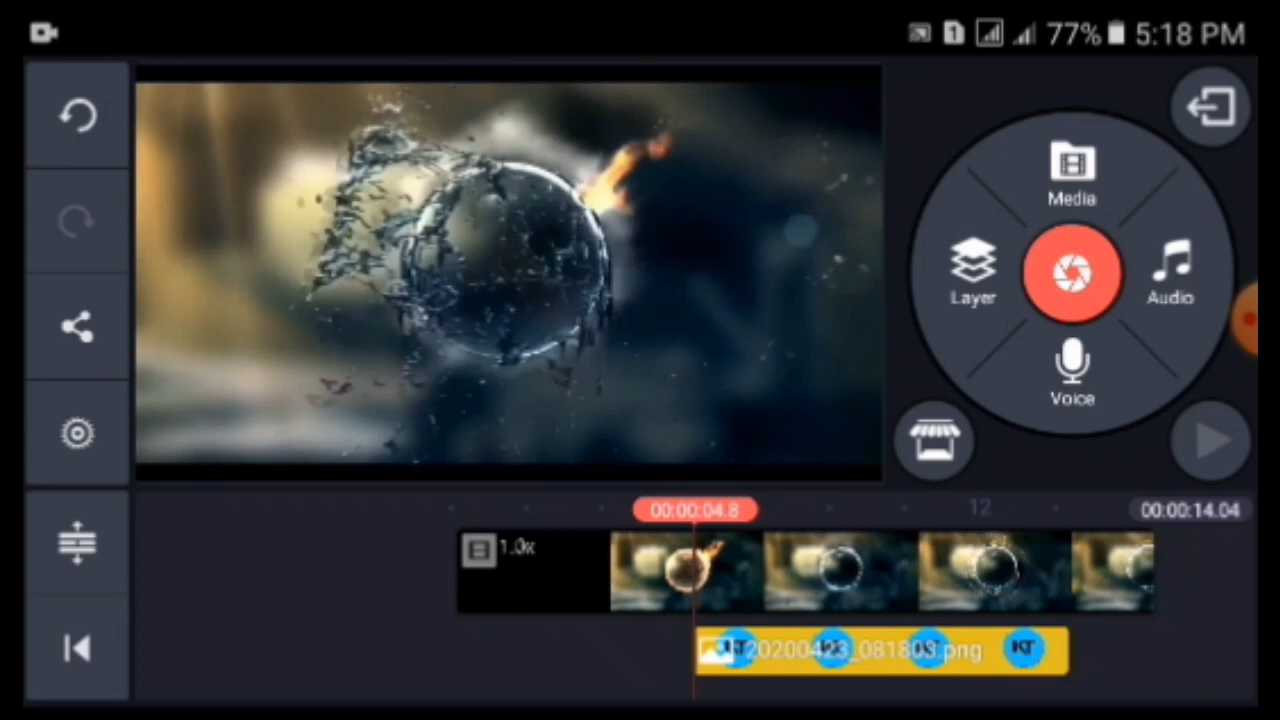 77% 5:18 PM
Media
Layer
Audio
Voice
00:00:04.8
12
00:00:14.04
1.0x
20200423_081803.png
KT